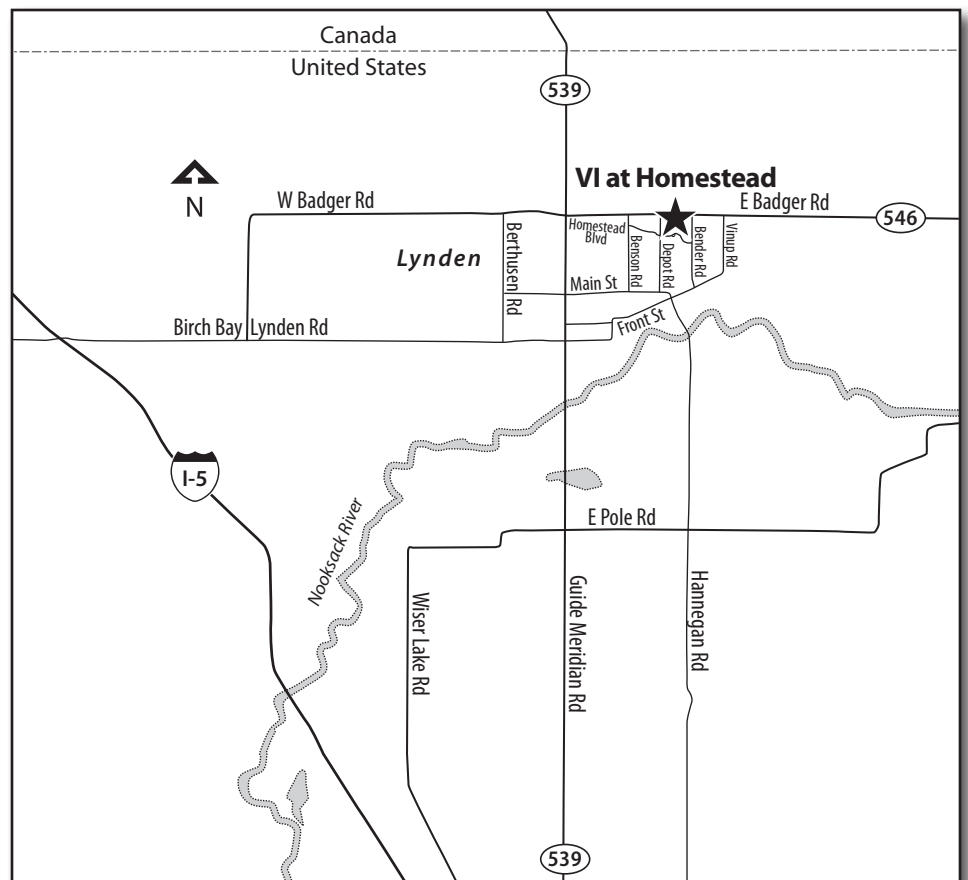 Canada
United States
539
VI at Homestead
N
W Badger Rd
E Badger Rd
546
Homestead
Blvd
Benson Rd
Depot Rd
Bender Rd
Vinup Rd
Lynden
Berthusen Rd
Main St
Birch Bay Lynden Rd
Front St
I-5
Nooksack River
E Pole Rd
Wiser Lake Rd
Guide Meridian Rd
Hannegan Rd
539